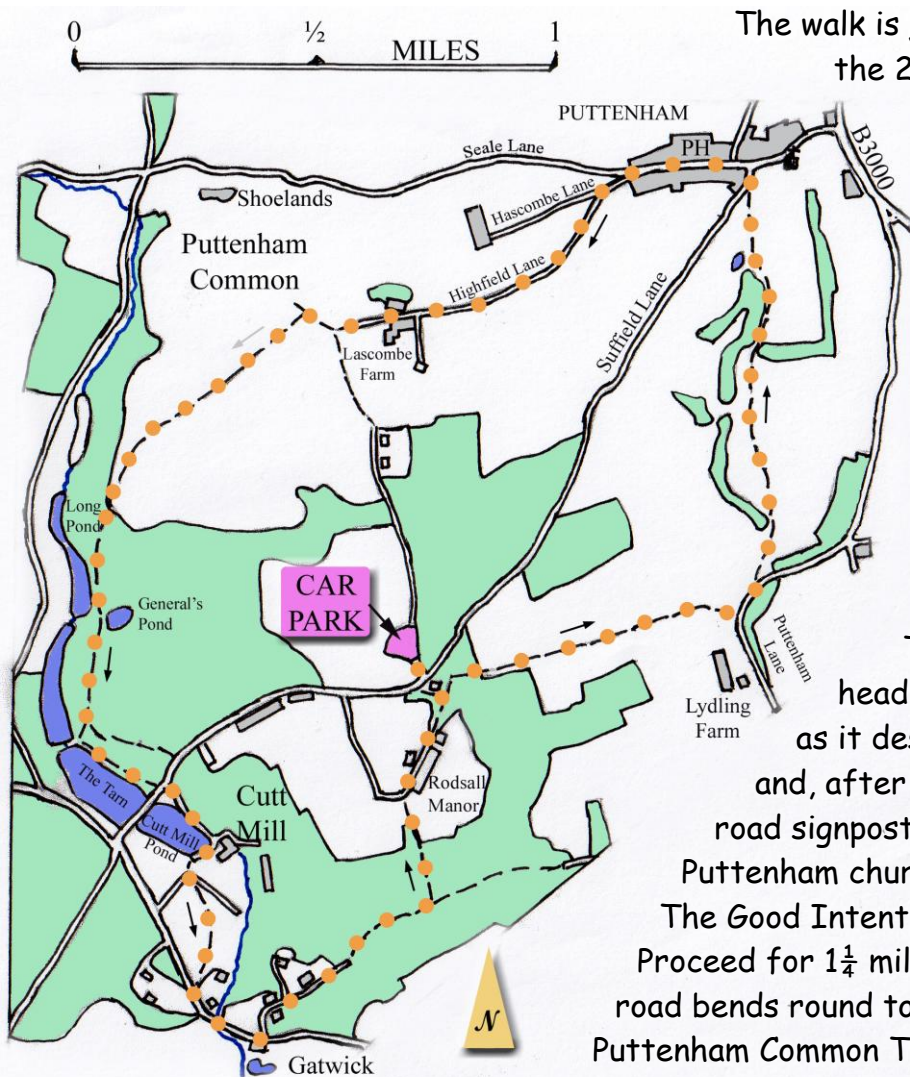 The walk is
the 2
0
½
1
MILES
PUTTENHAM
PH
B3000
Seale Lane
Hascombe Lane
Shoelands
Puttenham
Common
Highfield Lane
Suffield Lane
Lascombe
Farm
Long
Pond
General's
Pond
CAR
PARK
Puttenham
Lane
Lydling
Farm
Rodsall
Manor
The Tarn
Cutt Mill
Pond
Cutt
Mill
N
Gatwick
head
as it des
and, after
road signpost
Puttenham chur
The Good Intent
Proceed for 1¼ mil
road bends round to
Puttenham Common T